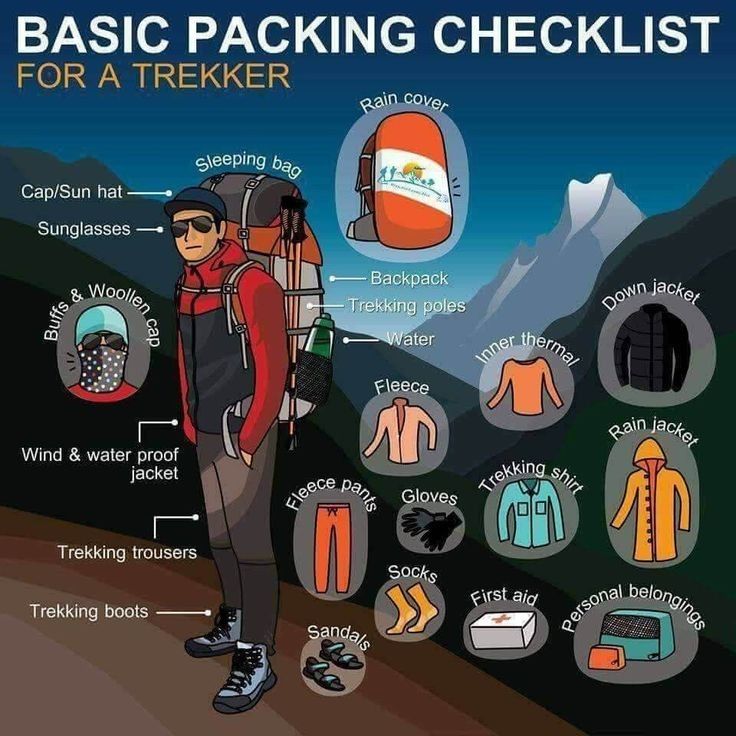 BASIC PACKING CHECKLIST
FOR A TREKKER
Rain cover
Sleeping bag
Cap/Sun hat
Sunglasses
Backpack
Trekking poles
Water
Buffs & Woollen cap
Down jacket
Inner thermal
Fleece
Wind & water proof
jacket
Rain jacket
Trekking shirt
Fleece pants
Gloves
Trekking trousers
Socks
First aid
Personal belongings
Trekking boots
Sandals